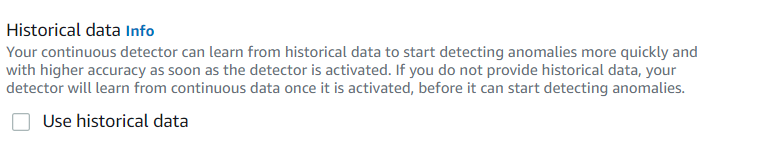 Historical data Info
Your continuous detector can learn from historical data to start detecting anomalies more quickly and
with higher accuracy as soon as the detector is activated. If you do not provide historical data, your
detector will learn from continuous data once it is activated, before it can start detecting anomalies.
Use historical data